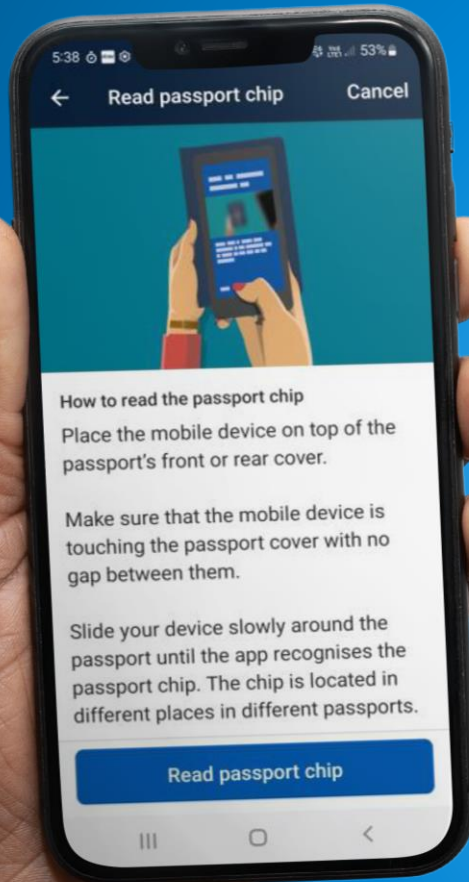 5:38
53%
Read passport chip
Cancel
How to read the passport chip
Place the mobile device on top of the
passport's front or rear cover.
Make sure that the mobile device is
touching the passport cover with no
gap between them.
Slide your device slowly around the
passport until the app recognises the
passport chip. The chip is located in
different places in different passports.
Read passport chip